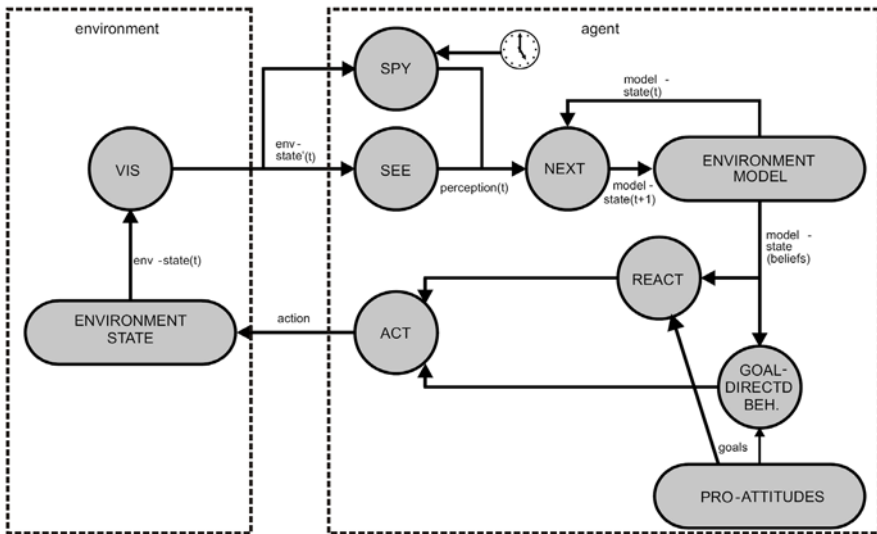 environment
agent
SPY
model -
state(t)
env-
state'(t)
VIS
SEE
perception(t)
NEXT
model-
state(t+1)
ENVIRONMENT
MODEL
env -state(t)
model -
state
(beliefs)
REACT
ENVIRONMENT
STATE
action
ACT
GOAL-
DIRECTD
BEH.
goals
PRO-ATTITUDES